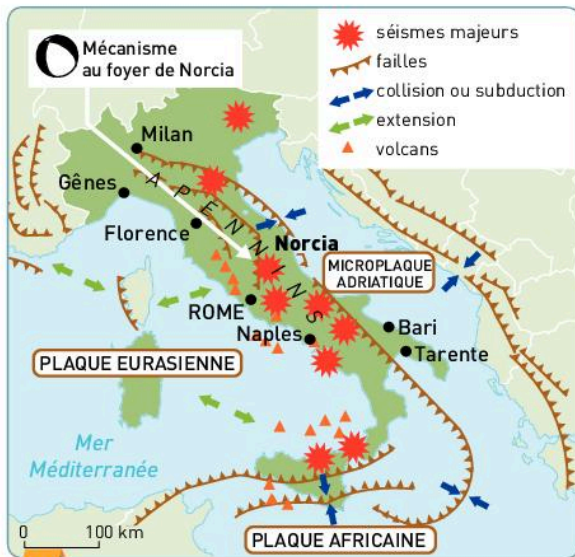 Mécanisme
au foyer de Norcia
séismes majeurs
failles
collision ou subduction
extension
volcans
Milan
Gênes
Florence
APENNINS
Norcia
MICROPLAQUE
ADRIATIQUE
ROME
Naples
Bari
Tarente
PLAQUE EURASIENNE
Mer
Méditerranée
0 100 km
PLAQUE AFRICAINE